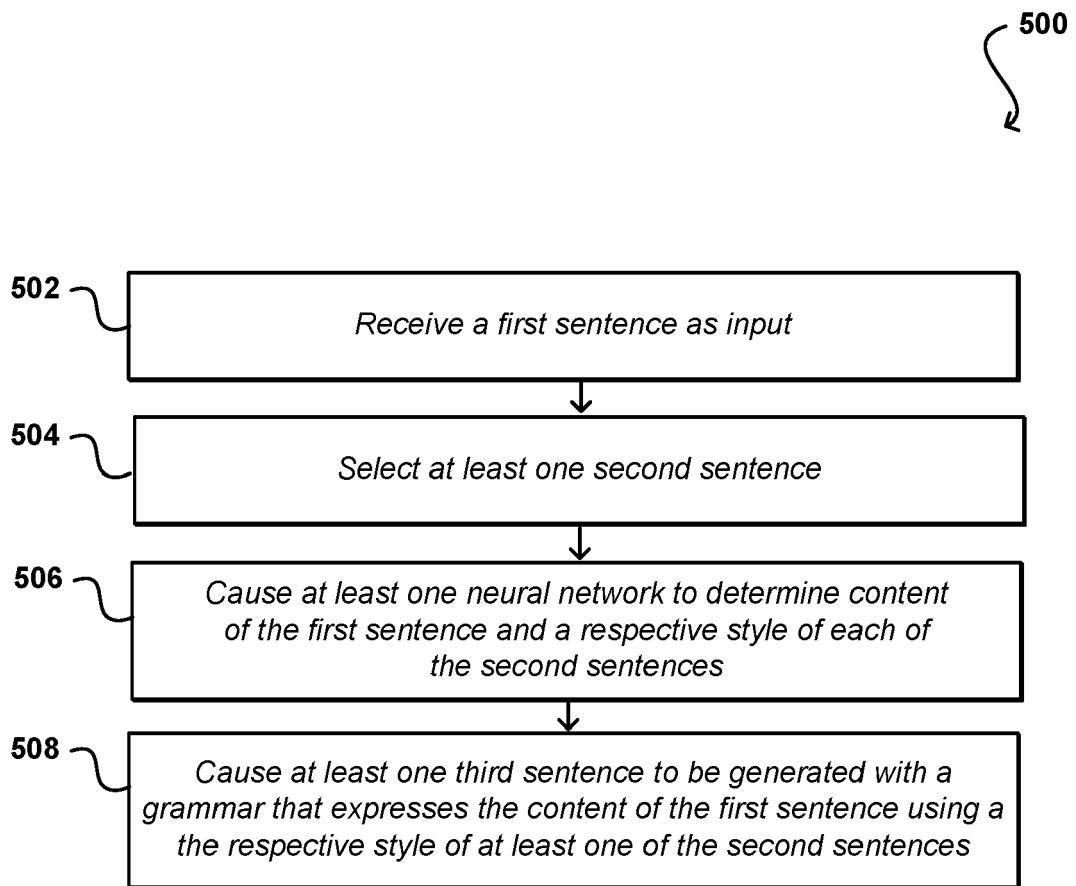 500
502
Receive a first sentence as input
504
Select at least one second sentence
506
Cause at least one neural network to determine content
of the first sentence and a respective style of each of
the second sentences
508
Cause at least one third sentence to be generated with a
grammar that expresses the content of the first sentence using a
the respective style of at least one of the second sentences